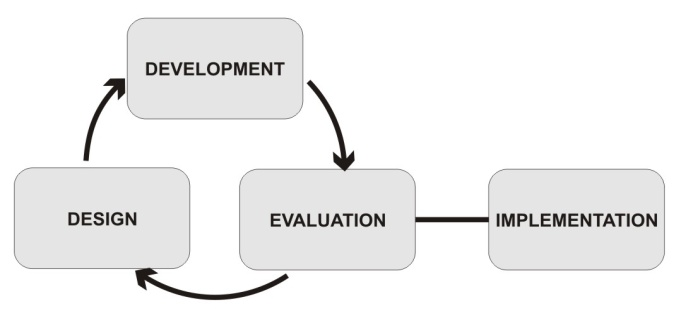 DEVELOPMENT
DESIGN
EVALUATION
IMPLEMENTATION